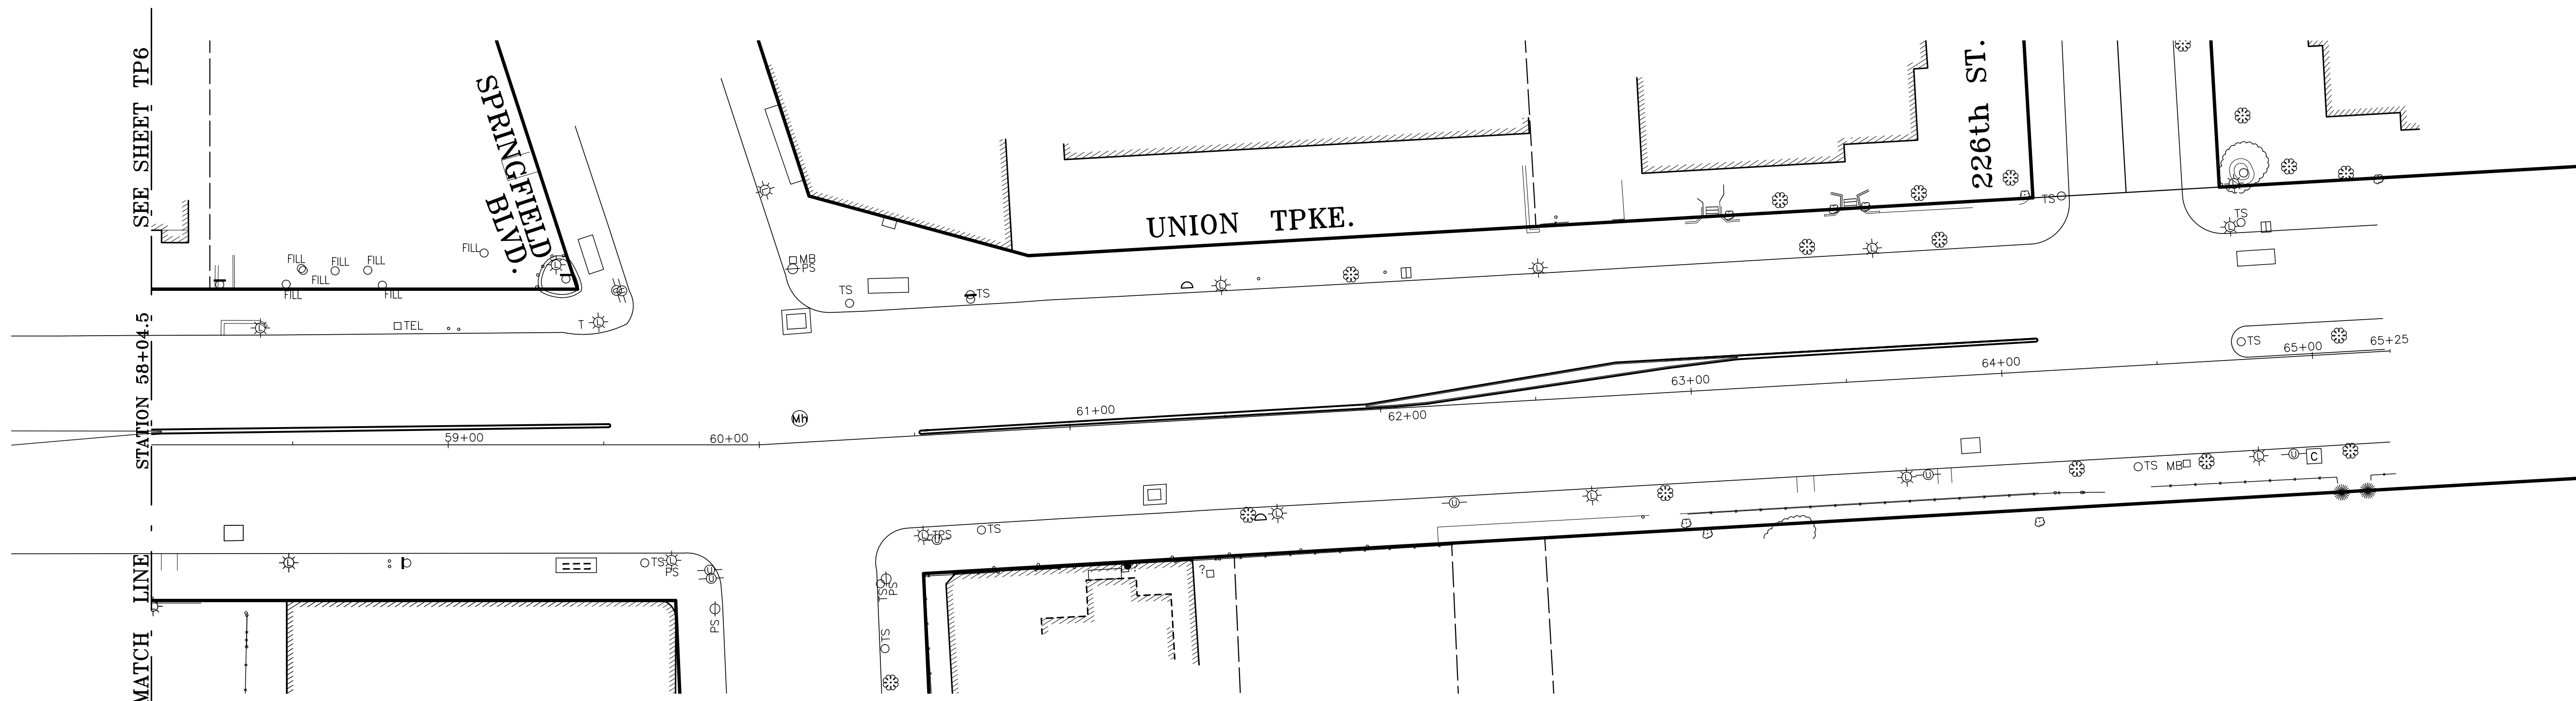 MATCH LINE STATION 58+04.5 SEE SHEET TP6
SPRINGFIELD
BLVD.
UNION TPKE.
226th ST.
FILL
FILL
FILL
FILL
FILL
FILL
FILL
L
L
TEL
T
L
L
MB
PS
TS
TS
L
L
L
TS
TS
L
TS
65+00
65+25
64+00
63+00
62+00
61+00
60+00
59+00
Mh
L
TS
L
PS
U
U
PS
L
TPS
U
TS
TS
PS
TS
L
U
L
L
U
TS
MB
L
U
C
?
?